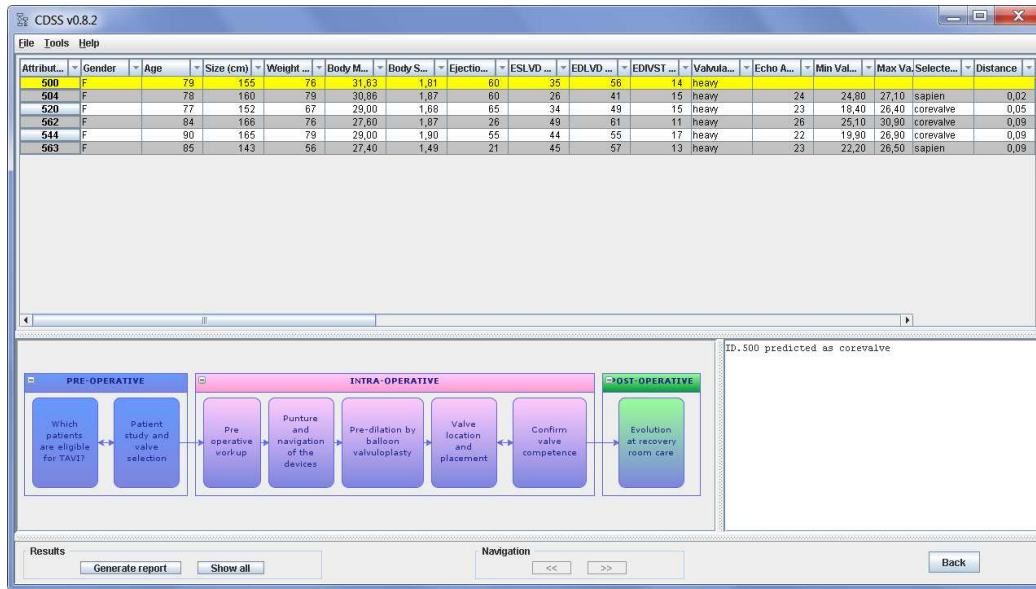 CDSS v0.8.2
File Tools Help
Attribut... Gender Age Size (cm) Weight ... Body M... Body S... Ejectio... ESLVD ... EDLVD ... EDIVST ... Valvula... Echo A... Min Val... Max Va. Selecte... Distance
500 F 79 155 76 31,63 1,81 60 35 56 14 heavy
504 F 78 160 79 30,86 1,87 60 26 41 15 heavy 24 24,80 27,10 sapien 0,02
520 F 77 152 67 29,00 1,68 65 34 49 15 heavy 23 18,40 26,40 corevalve 0,05
562 F 84 166 76 27,60 1,87 26 49 61 11 heavy 26 25,10 30,90 corevalve 0,09
544 F 90 165 79 29,00 1,90 55 44 55 17 heavy 22 19,90 26,90 corevalve 0,09
563 F 85 143 56 27,40 1,49 21 45 57 13 heavy 23 22,20 26,50 sapien 0,09
PRE-OPERATIVE
Which
patients
are eligible
for TAVI?
Patient
study and
valve
selection
INTRA-OPERATIVE
Pre
operative
workup
Punture
and
navigation
of the
devices
Pre-dilation by
balloon
valvuloplasty
Valve
location
and
placement
Confirm
valve
competence
OST-OPERATIVE
Evolution
at recovery
room care
ID.500 predicted as corevalve
Results
Generate report
Show all
Navigation
<<
>>
Back